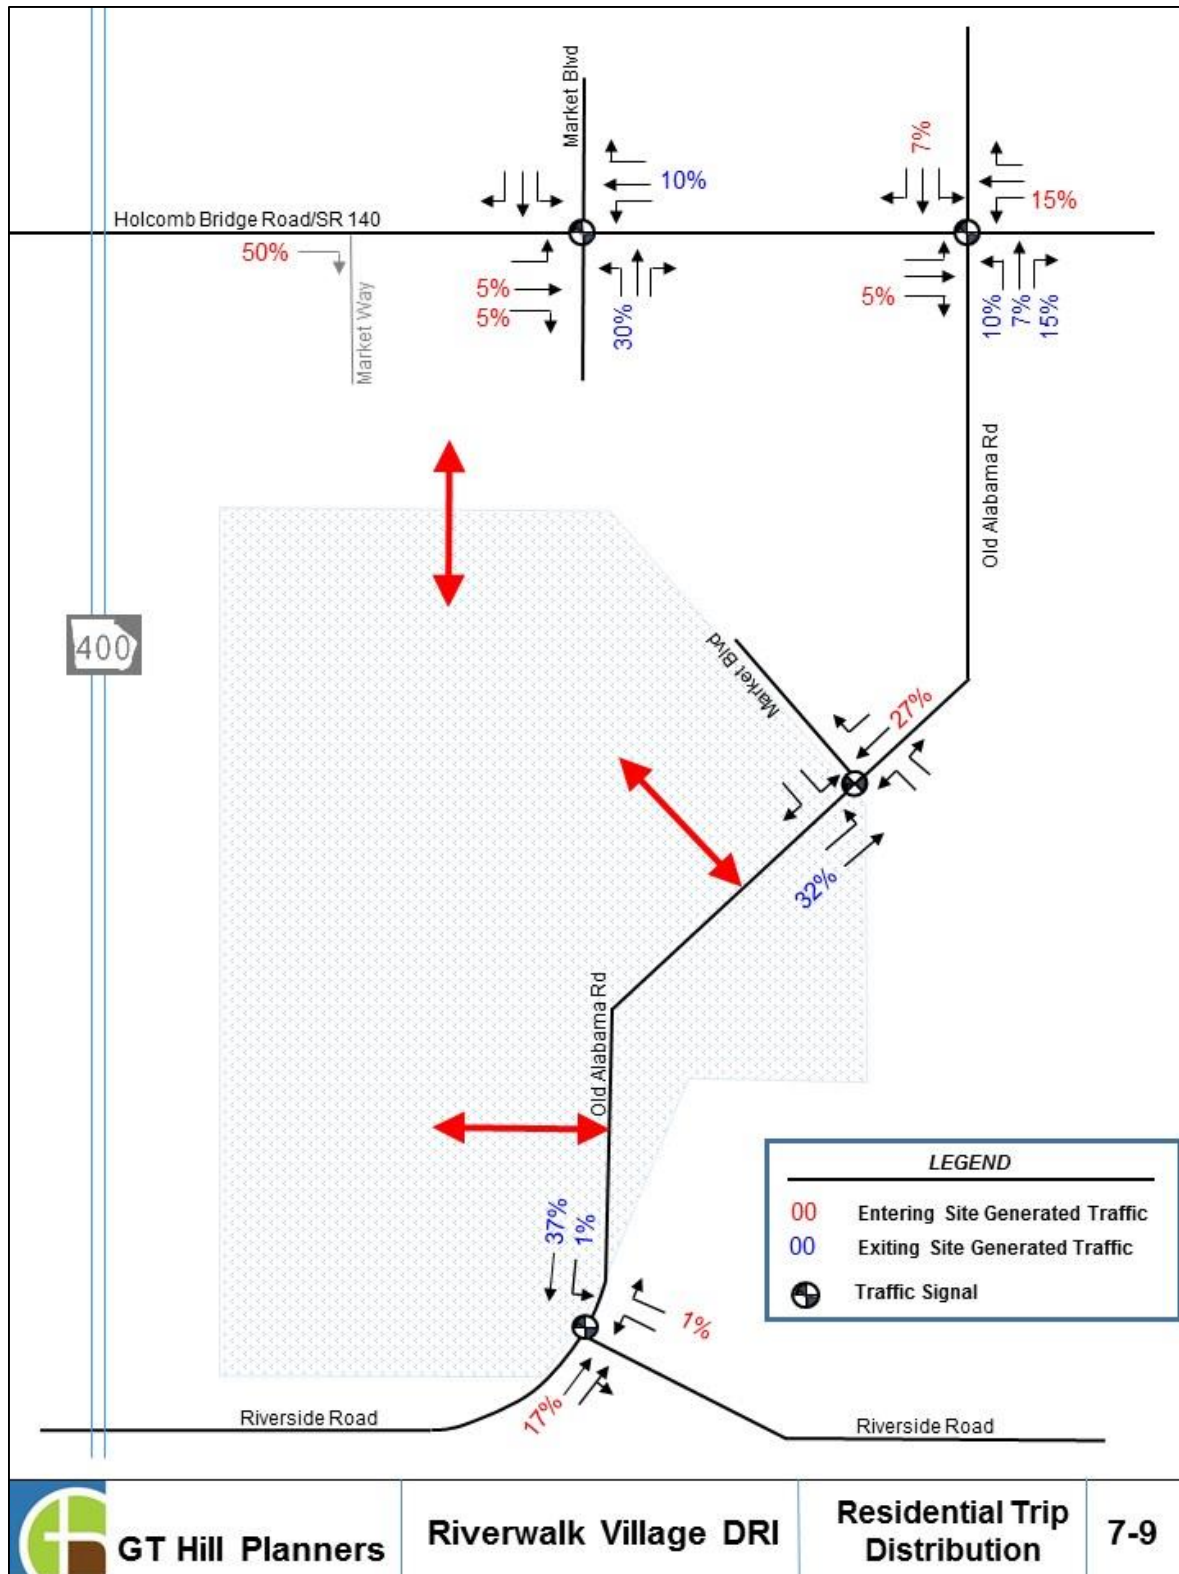 Market Blvd
7%
10%
15%
Holcomb Bridge Road/SR 140
50%
5%
5%
5%
Market Way
30%
10%
7%
15%
Old Alabama Rd
400
Market Blvd
27%
32%
Old Alabama Rd
37%
1%
1%
17%
LEGEND
00 Entering Site Generated Traffic
00 Exiting Site Generated Traffic
Traffic Signal
Riverside Road
Riverside Road
GT Hill Planners
Riverwalk Village DRI
Residential Trip
Distribution
7-9